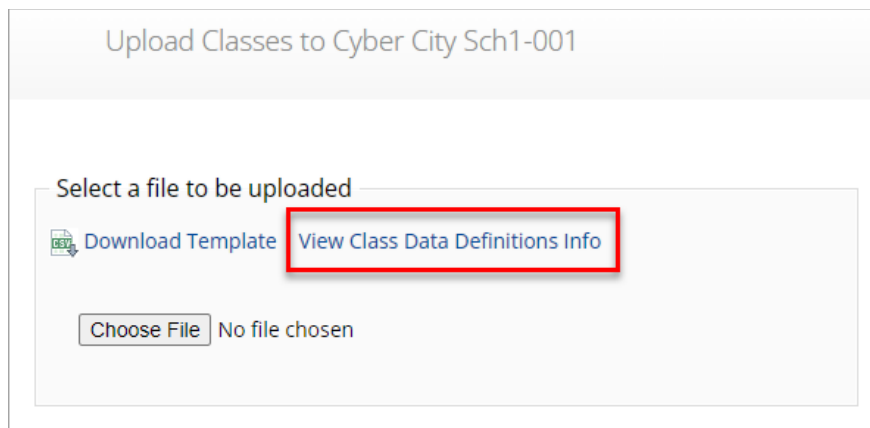 Upload Classes to Cyber City Sch1-001
Select a file to be uploaded
CSV Download Template View Class Data Definitions Info
Choose File No file chosen